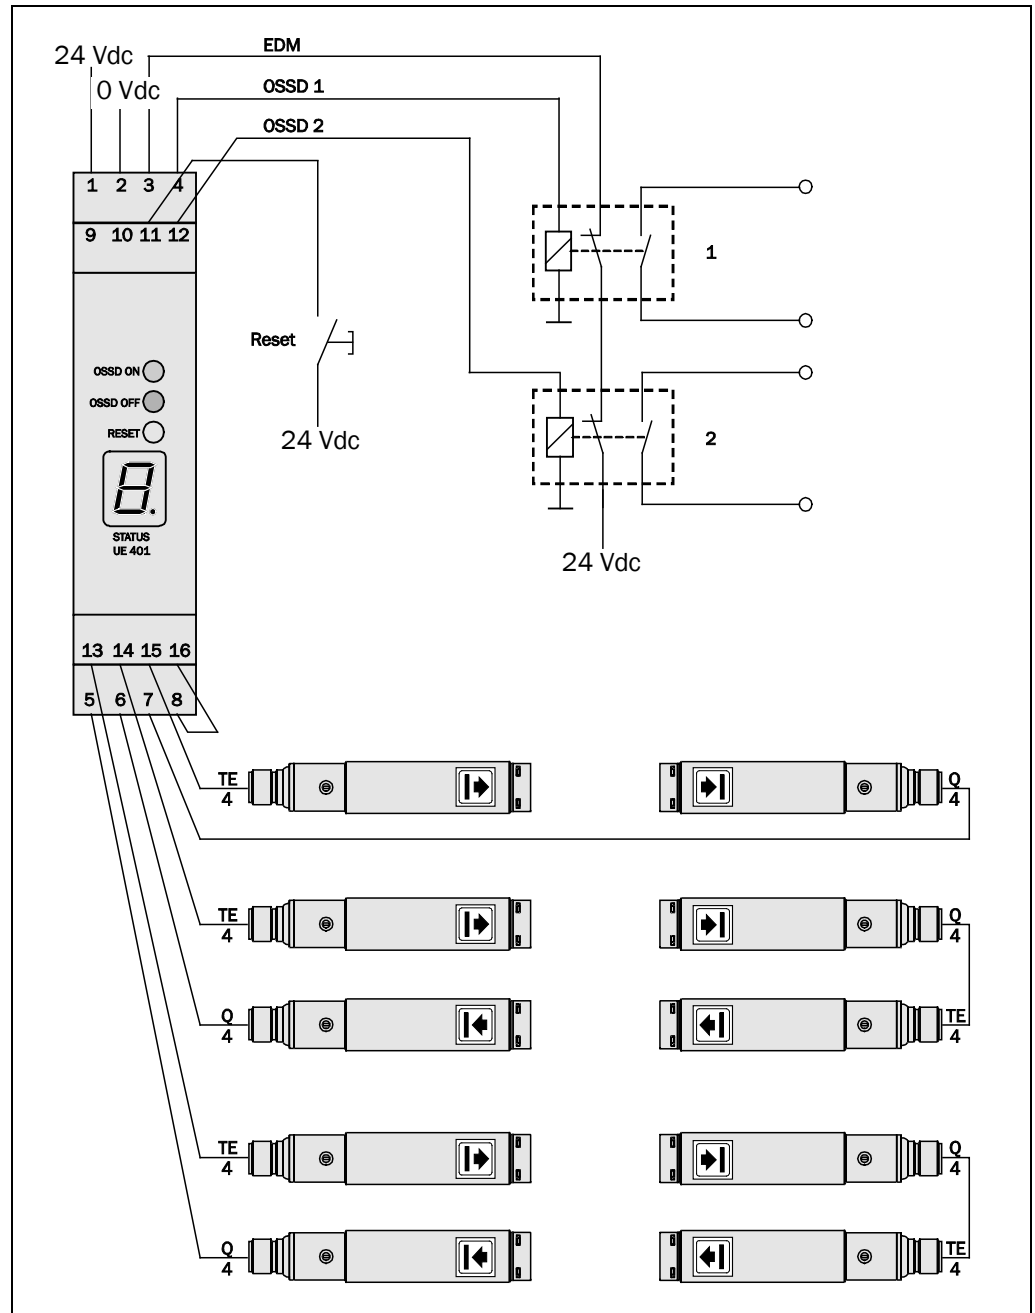 EDM
24 Vdc
0 Vdc
OSSD 1
OSSD 2
1 2 3 4
9 10 11 12
1
Reset
OSSD ON
OSSD OFF
RESET
24 Vdc
2
8.
STATUS
UE 401
24 Vdc
13 14 15 16
5 6 7 8
TE
4
Q
4
TE
4
Q
4
Q
4
TE
4
TE
4
Q
4
Q
4
TE
4